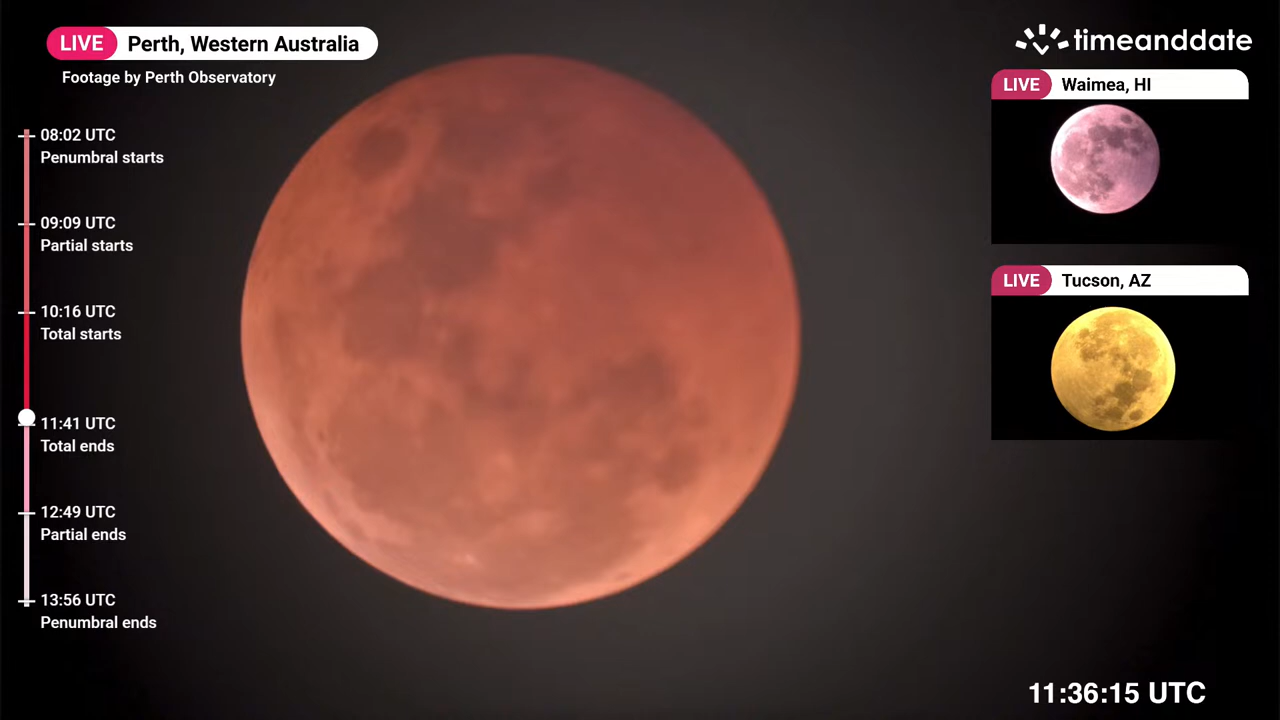 LIVE Perth, Western Australia
Footage by Perth Observatory
timeanddate
LIVE Waimea, HI
LIVE Tucson, AZ
08:02 UTC
Penumbral starts
09:09 UTC
Partial starts
10:16 UTC
Total starts
11:41 UTC
Total ends
12:49 UTC
Partial ends
13:56 UTC
Penumbral ends
11:36:15 UTC